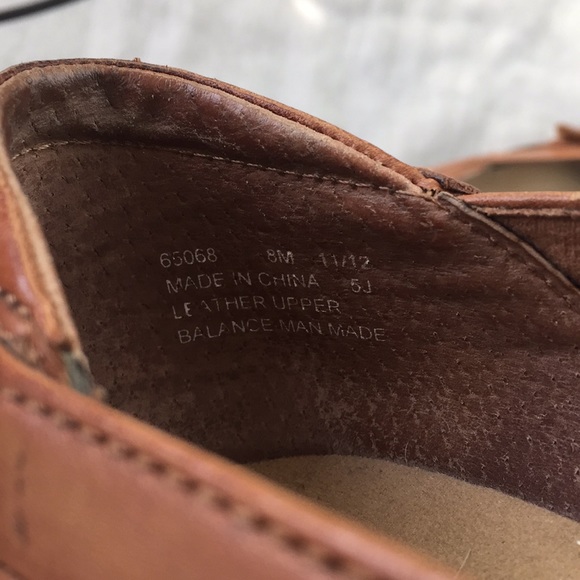 65068 8M 11/12
MADE IN CHINA 5J
LEATHER UPPER
BALANCE MAN MADE